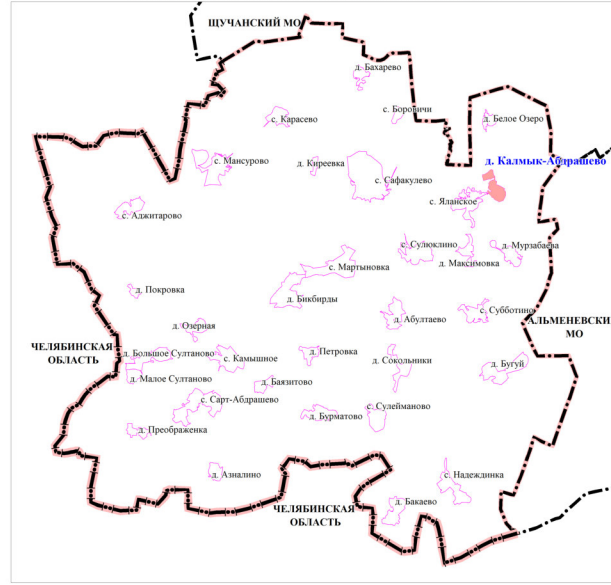 ЩУЧАНСКИЙ МО
д. Бахарево
с. Боровичи
с. Карасево
д. Белое Озеро
д. Калмык-Абдрашево
с. Мансурово
д. Киреевка
с. Сафакулево
с. Яланское
с. Аджитарово
с. Сулюклино
д. Мурзабаева
д. Максимовка
с. Мартыновка
д. Покровка
д. Бикбирды
с. Субботино
д. Абултаево
АЛЬМЕНЕВСКИ
МО
д. Озерная
ЧЕЛЯБИНСКАЯ
ОБЛАСТЬ
д. Большое Султаново
с. Камышное
д. Петровка
д. Сокольники
д. Бугуй
д. Малое Султаново
д. Баязитово
с. Сарт-Абдрашево
с. Сулейманово
д. Бурматово
д. Преображенка
д. Азналино
с. Надеждинка
д. Бакаево
ЧЕЛЯБИНСКАЯ
ОБЛАСТЬ